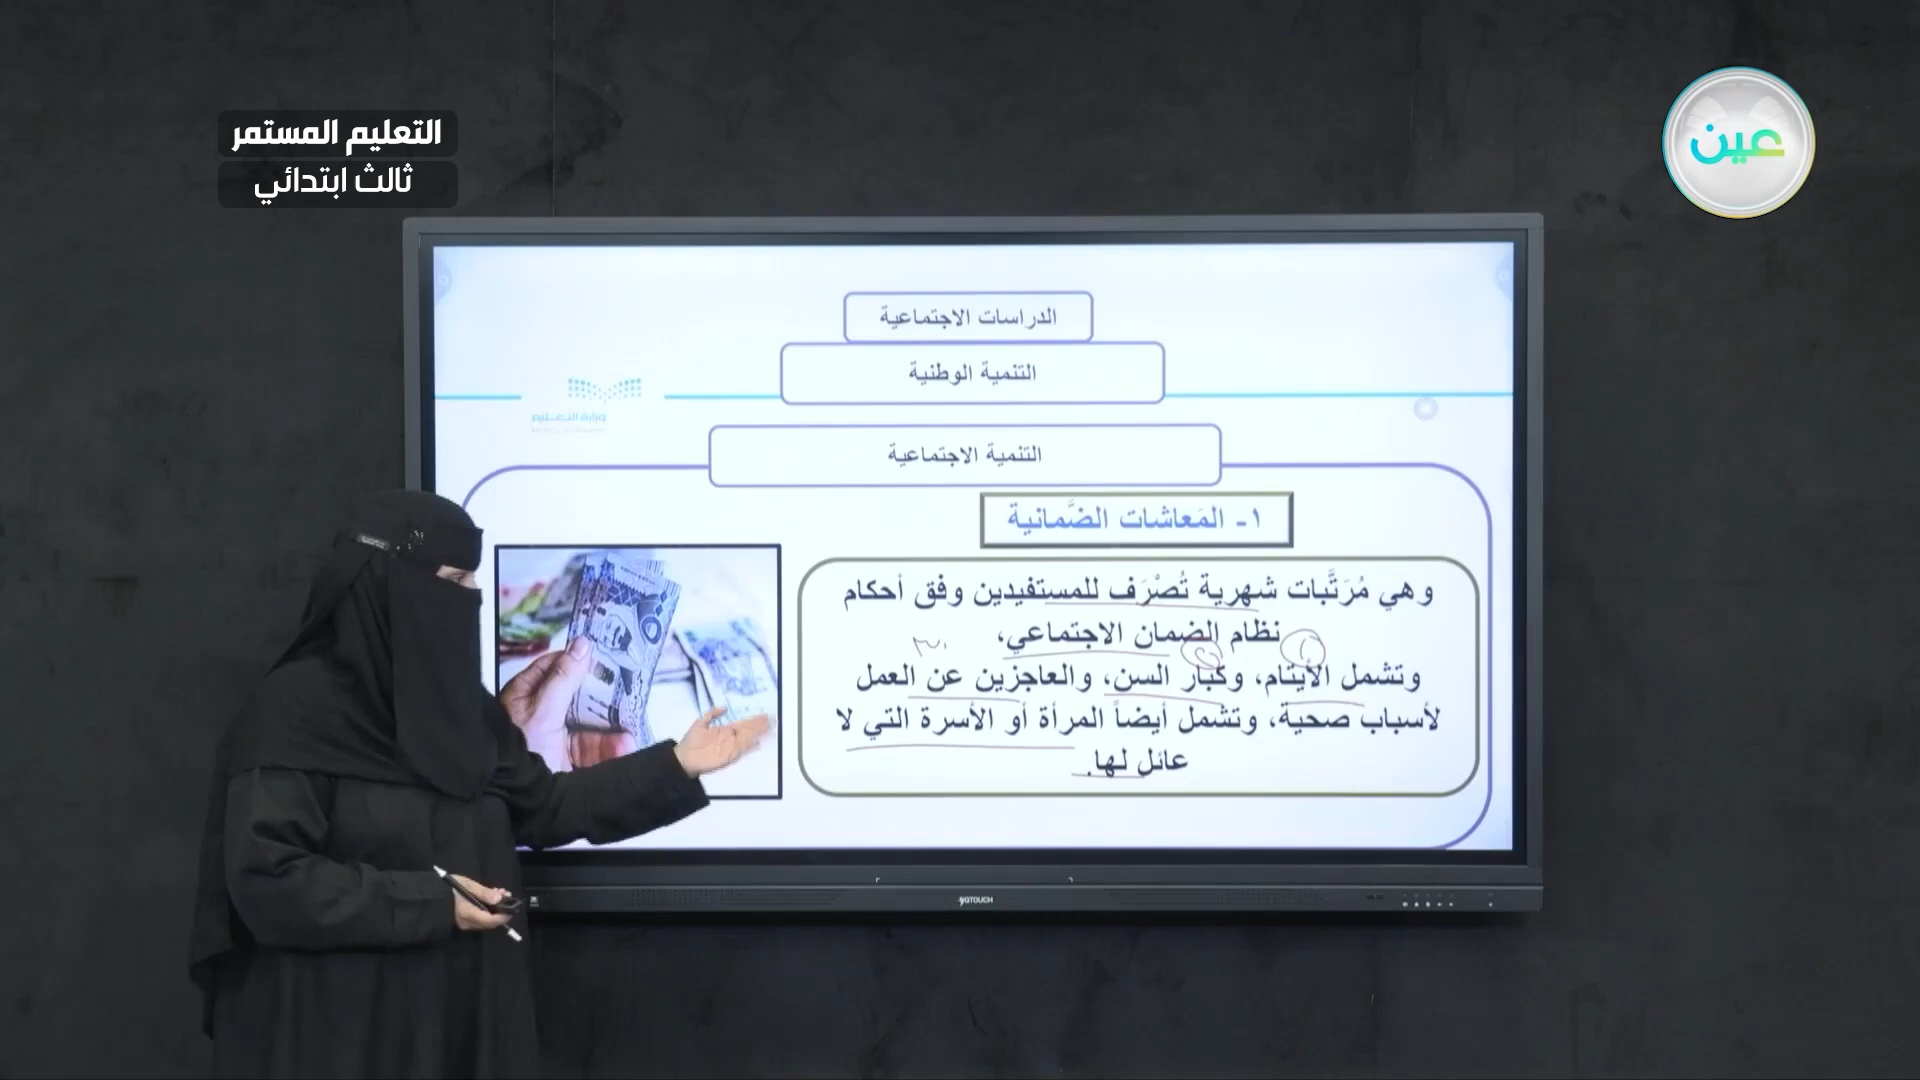 التعليم المستمر
ثالث ابتدائي
عين
الدراسات الاجتماعية
التنمية الوطنية
وزارة التعليم
التنمية الاجتماعية
١- المَعاشات الضَّمانية
وهي مُرَتَّبات شهرية تُصْرَف للمستفيدين وفق أحكام
نظام الضمان الاجتماعي،
وتشمل الأيتام، وكبار السن، والعاجزين عن العمل
لأسباب صحية، وتشمل أيضاً المرأة أو الأسرة التي لا
عائل لها.